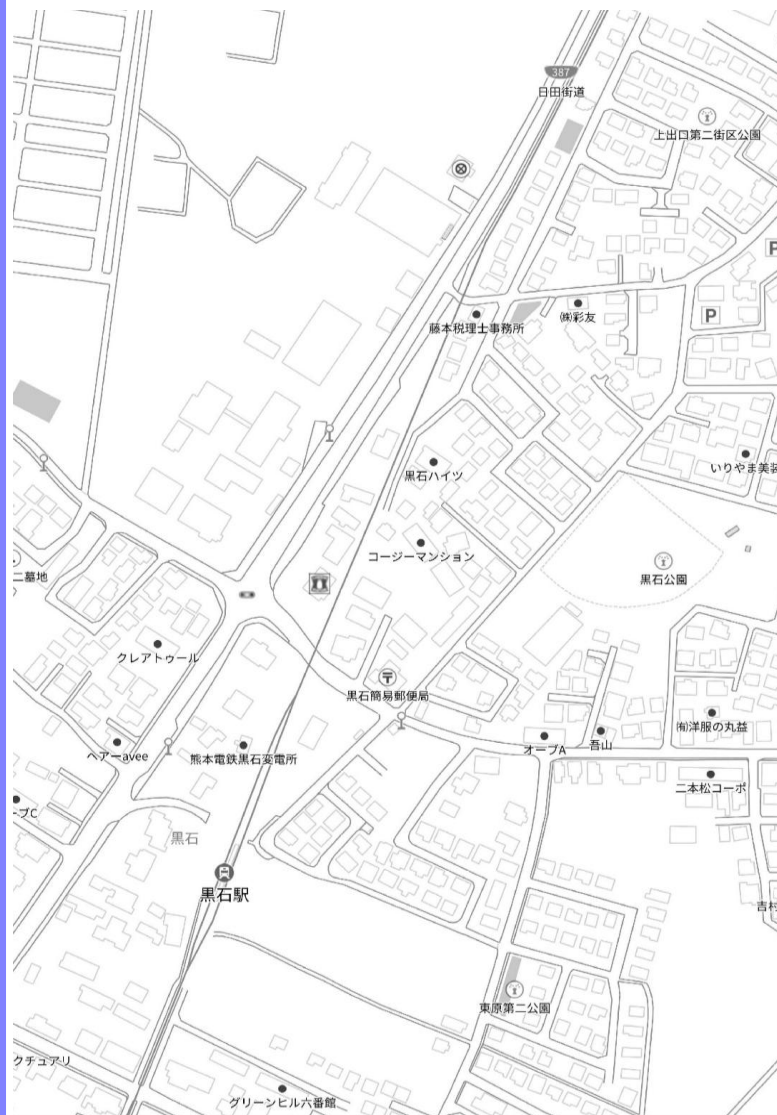 387
日田街道
上出口第二街区公園
P
P
藤本税理士事務所
㈱彩友
黒石ハイツ
いりやま美装
コージーマンション
黒石公園
二墓地
クレアトゥール
黒石簡易郵便局
㈲洋服の丸益
オーブA
吾山
ヘアーavee
熊本電鉄黒石変電所
二本松コーポ
ーブC
黒石
黒石駅
吉村
東原第二公園
クチュアリ
グリーンヒル六番館